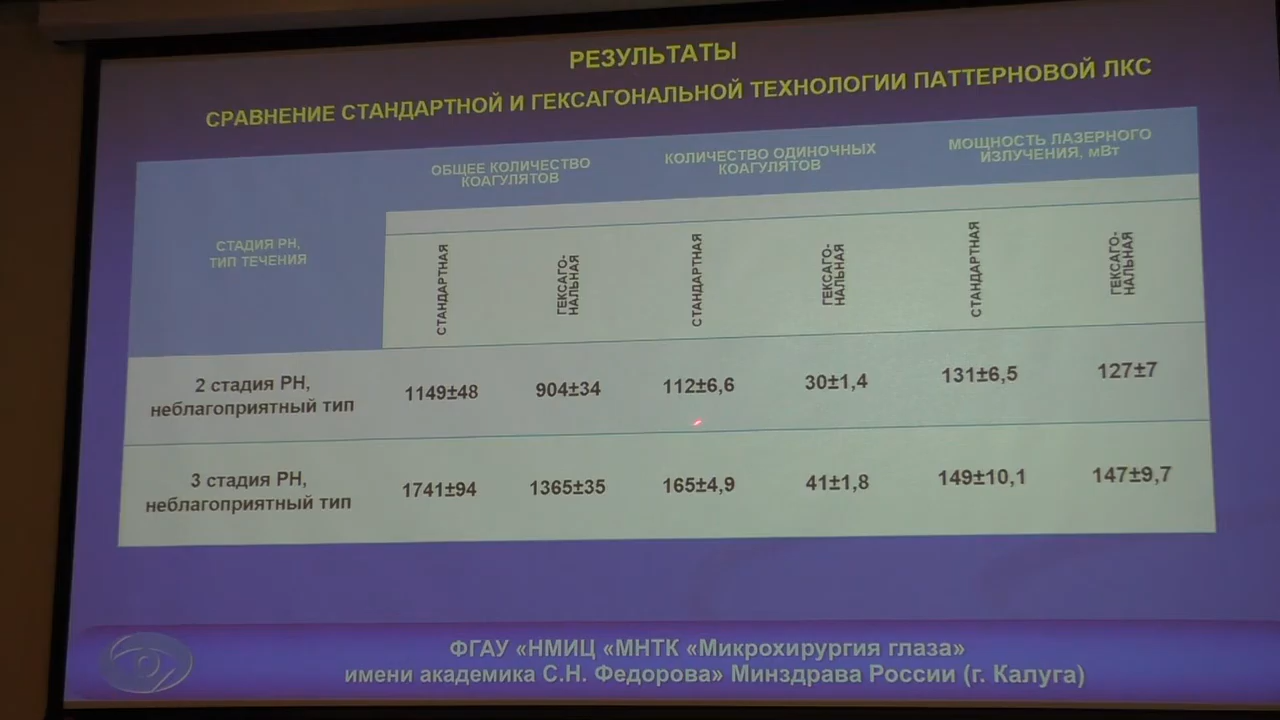 РЕЗУЛЬТАТЫ
СРАВНЕНИЕ СТАНДАРТНОЙ И ГЕКСАГОНАЛЬНОЙ ТЕХНОЛОГИИ ПАТТЕРНОВОЙ ЛКС
СТАДИЯ РН,
ТИП ТЕЧЕНИЯ
ОБЩЕЕ КОЛИЧЕСТВО
КОАГУЛЯТОВ
КОЛИЧЕСТВО ОДИНОЧНЫХ
КОАГУЛЯТОВ
МОЩНОСТЬ ЛАЗЕРНОГО
ИЗЛУЧЕНИЯ, мВт
СТАНДАРТНАЯ
ГЕКСАГО-
НАЛЬНАЯ
СТАНДАРТНАЯ
ГЕКСАГО-
НАЛЬНАЯ
СТАНДАРТНАЯ
ГЕКСАГО-
НАЛЬНАЯ
2 стадия РН,
неблагоприятный тип
1149±48 904±34 112±6,6 30±1,4 131±6,5 127±7
3 стадия РН,
неблагоприятный тип
1741±94 1365±35 165±4,9 41±1,8 149±10,1 147±9,7
ФГАУ «НМИЦ «МНТК «Микрохирургия глаза»
имени академика С.Н. Федорова» Минздрава России (г. Калуга)